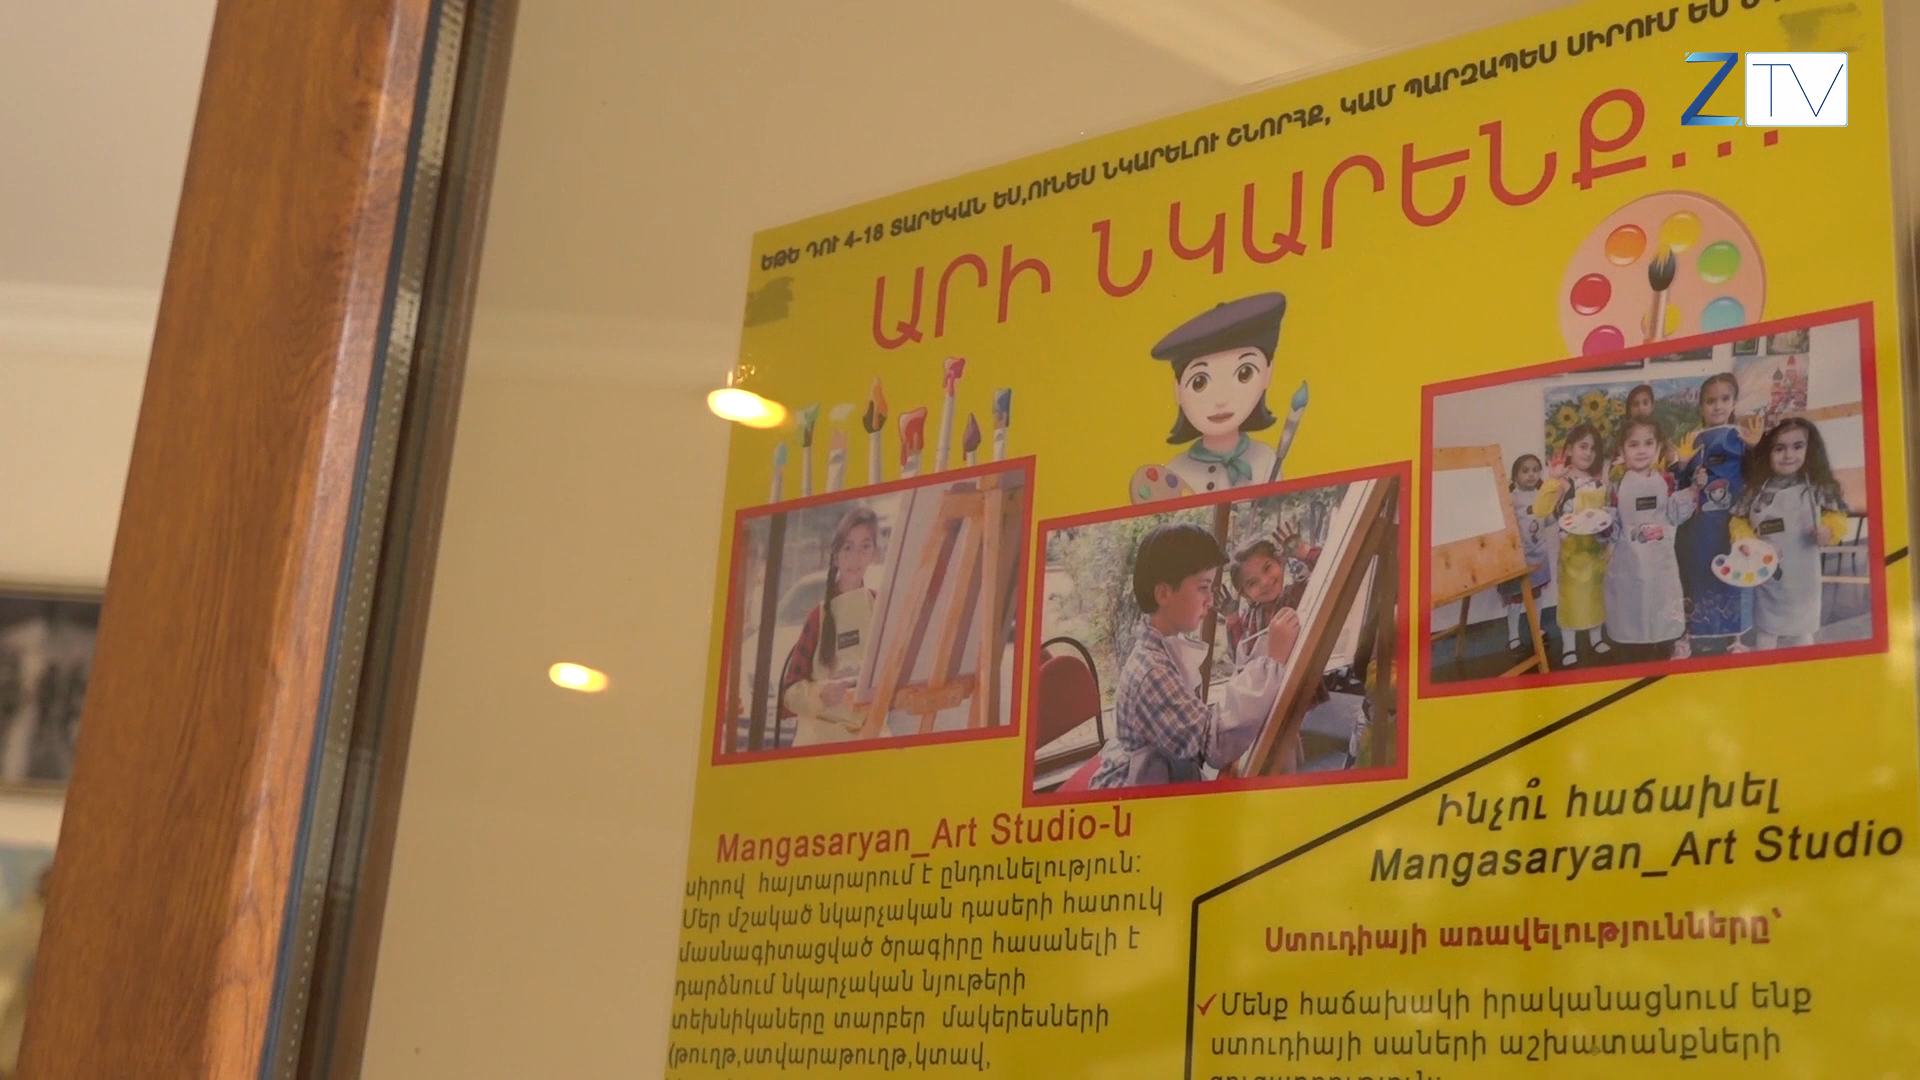 ԵԹԵ ԴՈՒ 4-18 ՏԱՐԵԿԱՆ ԵՍ,ՈՒՆԵՍ ՆԿԱՐԵԼՈՒ ՇՆՈՐՀՔ, ԿԱՄ ՊԱՐԶԱՊԵՍ ՍԻՐՈՒՄ ԵՍ
ZTV
ԱՐԻ ՆԿԱՐԵՆՔ...
Mangasaryan_Art Studio-ն
սիրով հայտարարում է ընդունելություն:
Մեր մշակած նկարչական դասերի հատուկ
մասնագիտացված ծրագիրը հասանելի է
դարձնում նկարչական նյութերի
տեխնիկաները տարբեր մակերեսների
(թուղթ,ստվարաթուղթ,կտավ,
Ինչո՞ւ հաճախել
Mangasaryan_Art Studio
Ստուդիայի առավելությունները՝
✓Մենք հաճախակի իրականացնում ենք
ստուդիայի սաների աշխատանքների